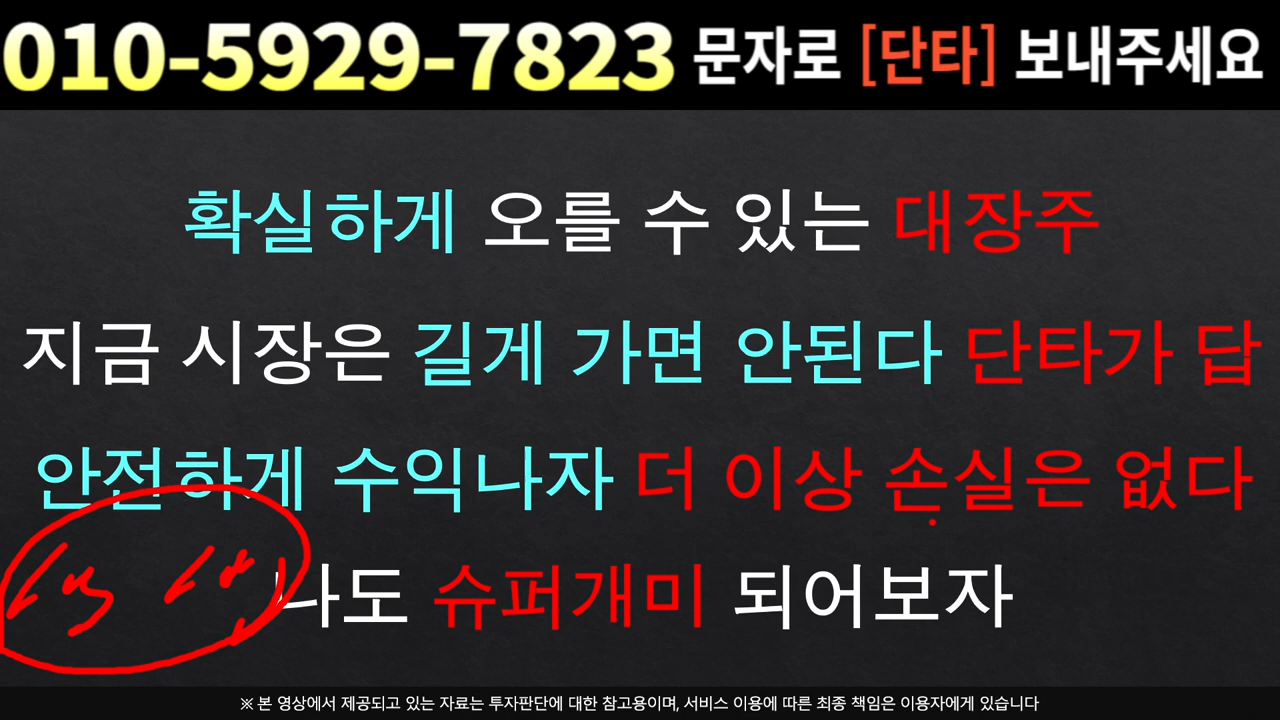 010-5929-7823 문자로 [단타] 보내주세요
확실하게 오를 수 있는 대장주
지금 시장은 길게 가면 안된다 단타가 답
안전하게 수익나자 더 이상 손실은 없다
나도 슈퍼개미 되어보자
※ 본 영상에서 제공되고 있는 자료는 투자판단에 대한 참고용이며, 서비스 이용에 따른 최종 책임은 이용자에게 있습니다